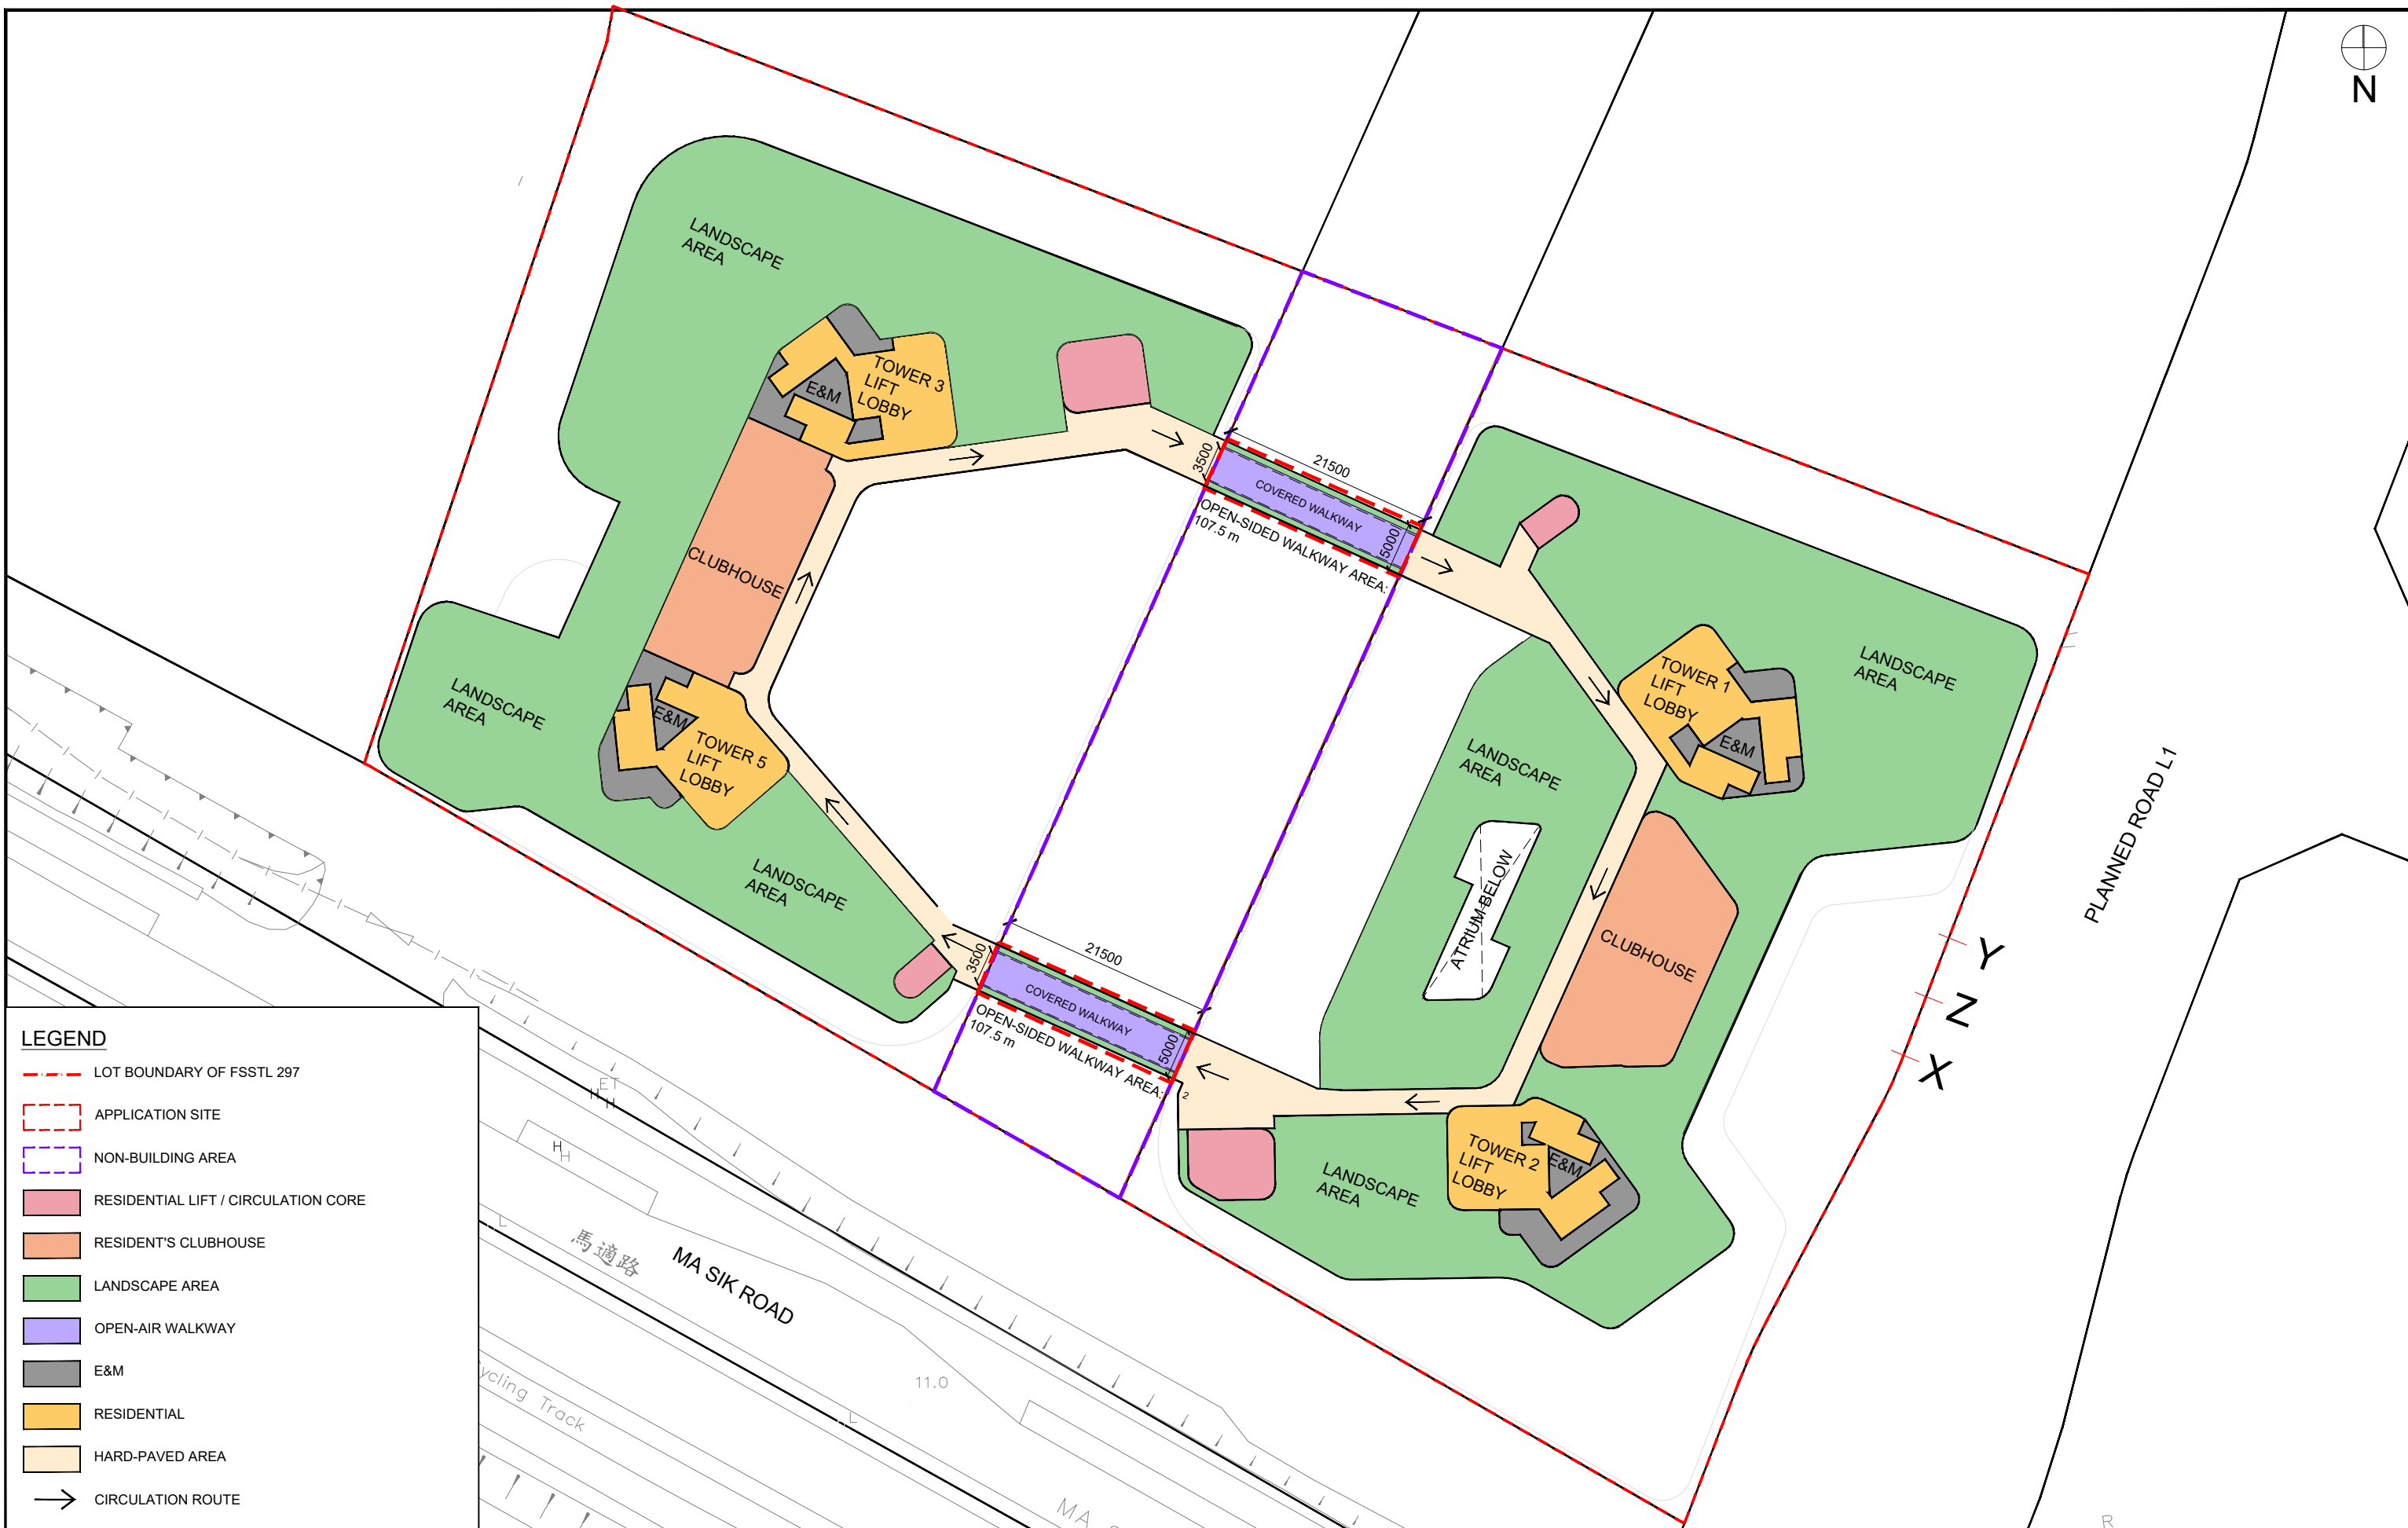 N
LANDSCAPE
AREA
TOWER 3
LIFT
LOBBY
E&M
3500
21500
COVERED WALKWAY
5000
OPEN-SIDED WALKWAY AREA:
107.5 m
CLUBHOUSE
LANDSCAPE
AREA
E&M
TOWER 5
LIFT
LOBBY
LANDSCAPE
AREA
TOWER 1
LIFT
LOBBY
E&M
LANDSCAPE
AREA
LANDSCAPE
AREA
ATRIUM BELOW
CLUBHOUSE
PLANNED ROAD L1
Y
Z
X
3500
21500
COVERED WALKWAY
5000
OPEN-SIDED WALKWAY AREA:
107.5 m
2
TOWER 2
LIFT
LOBBY
E&M
LANDSCAPE
AREA
ET
H
H
H
H
L
馬適路
MA SIK ROAD
11.0
L
ycling Track
MA
R
LEGEND
LOT BOUNDARY OF FSSTL 297
APPLICATION SITE
NON-BUILDING AREA
RESIDENTIAL LIFT / CIRCULATION CORE
RESIDENT'S CLUBHOUSE
LANDSCAPE AREA
OPEN-AIR WALKWAY
E&M
RESIDENTIAL
HARD-PAVED AREA
CIRCULATION ROUTE